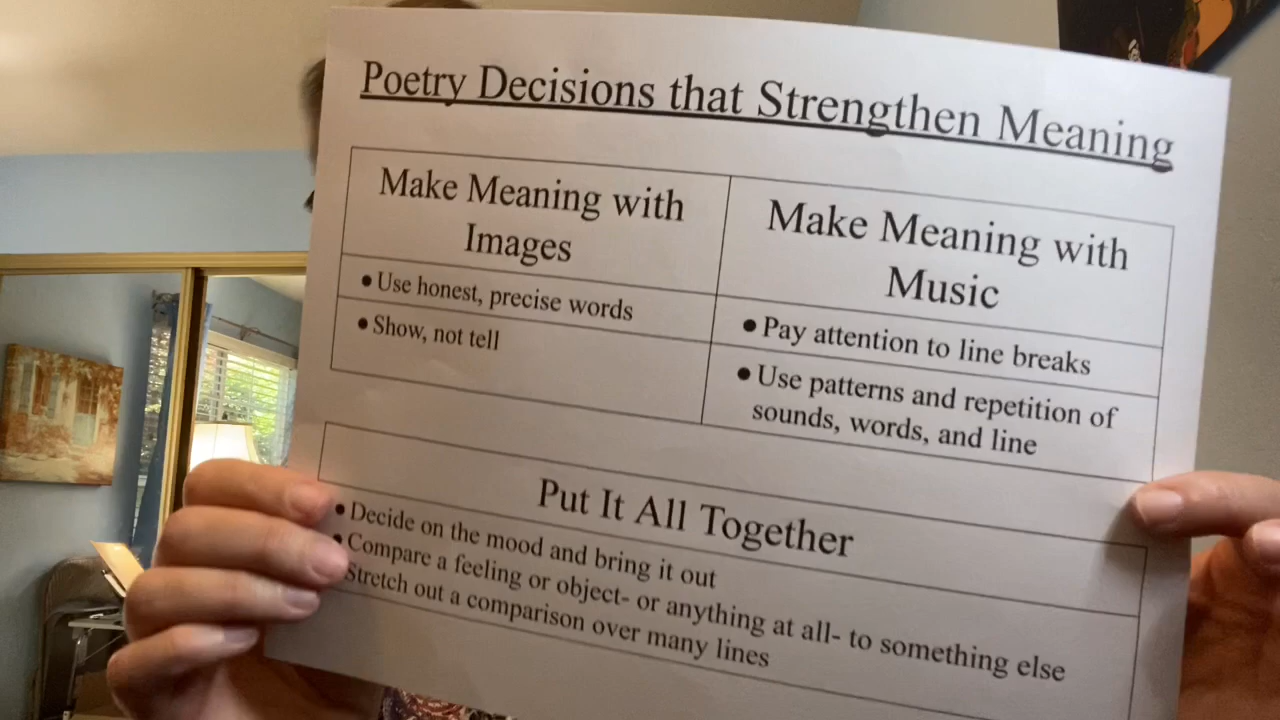 Poetry Decisions that Strengthen Meaning
Make Meaning with
Images
• Use honest, precise words
• Show, not tell
Make Meaning with
Music
• Pay attention to line breaks
• Use patterns and repetition of
sounds, words, and line
Put It All Together
• Decide on the mood and bring it out
• Compare a feeling or object- or anything at all- to something else
Stretch out a comparison over many lines